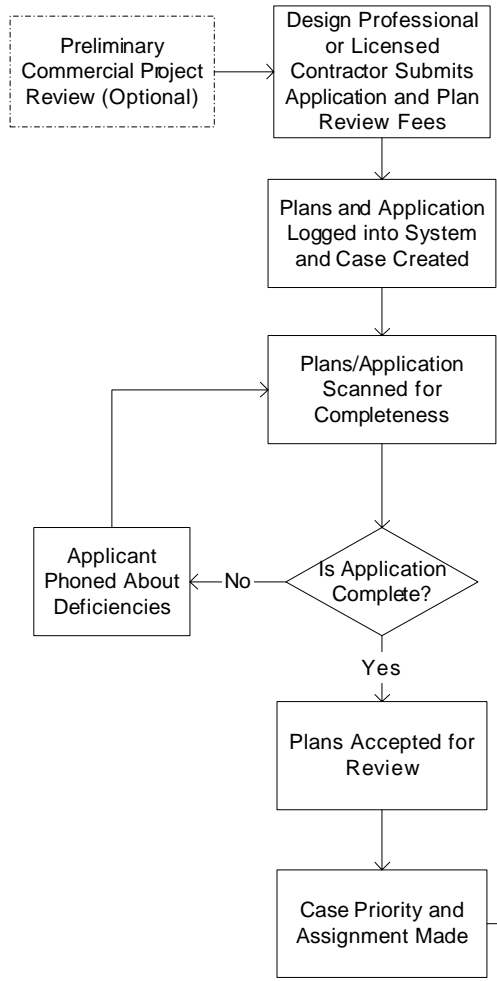 Preliminary
Commercial Project
Review (Optional)
Design Professional
or Licensed
Contractor Submits
Application and Plan
Review Fees
Plans and Application
Logged into System
and Case Created
Plans/Application
Scanned for
Completeness
Is Application
Complete?
No
Applicant
Phoned About
Deficiencies
Yes
Plans Accepted for
Review
Case Priority and
Assignment Made